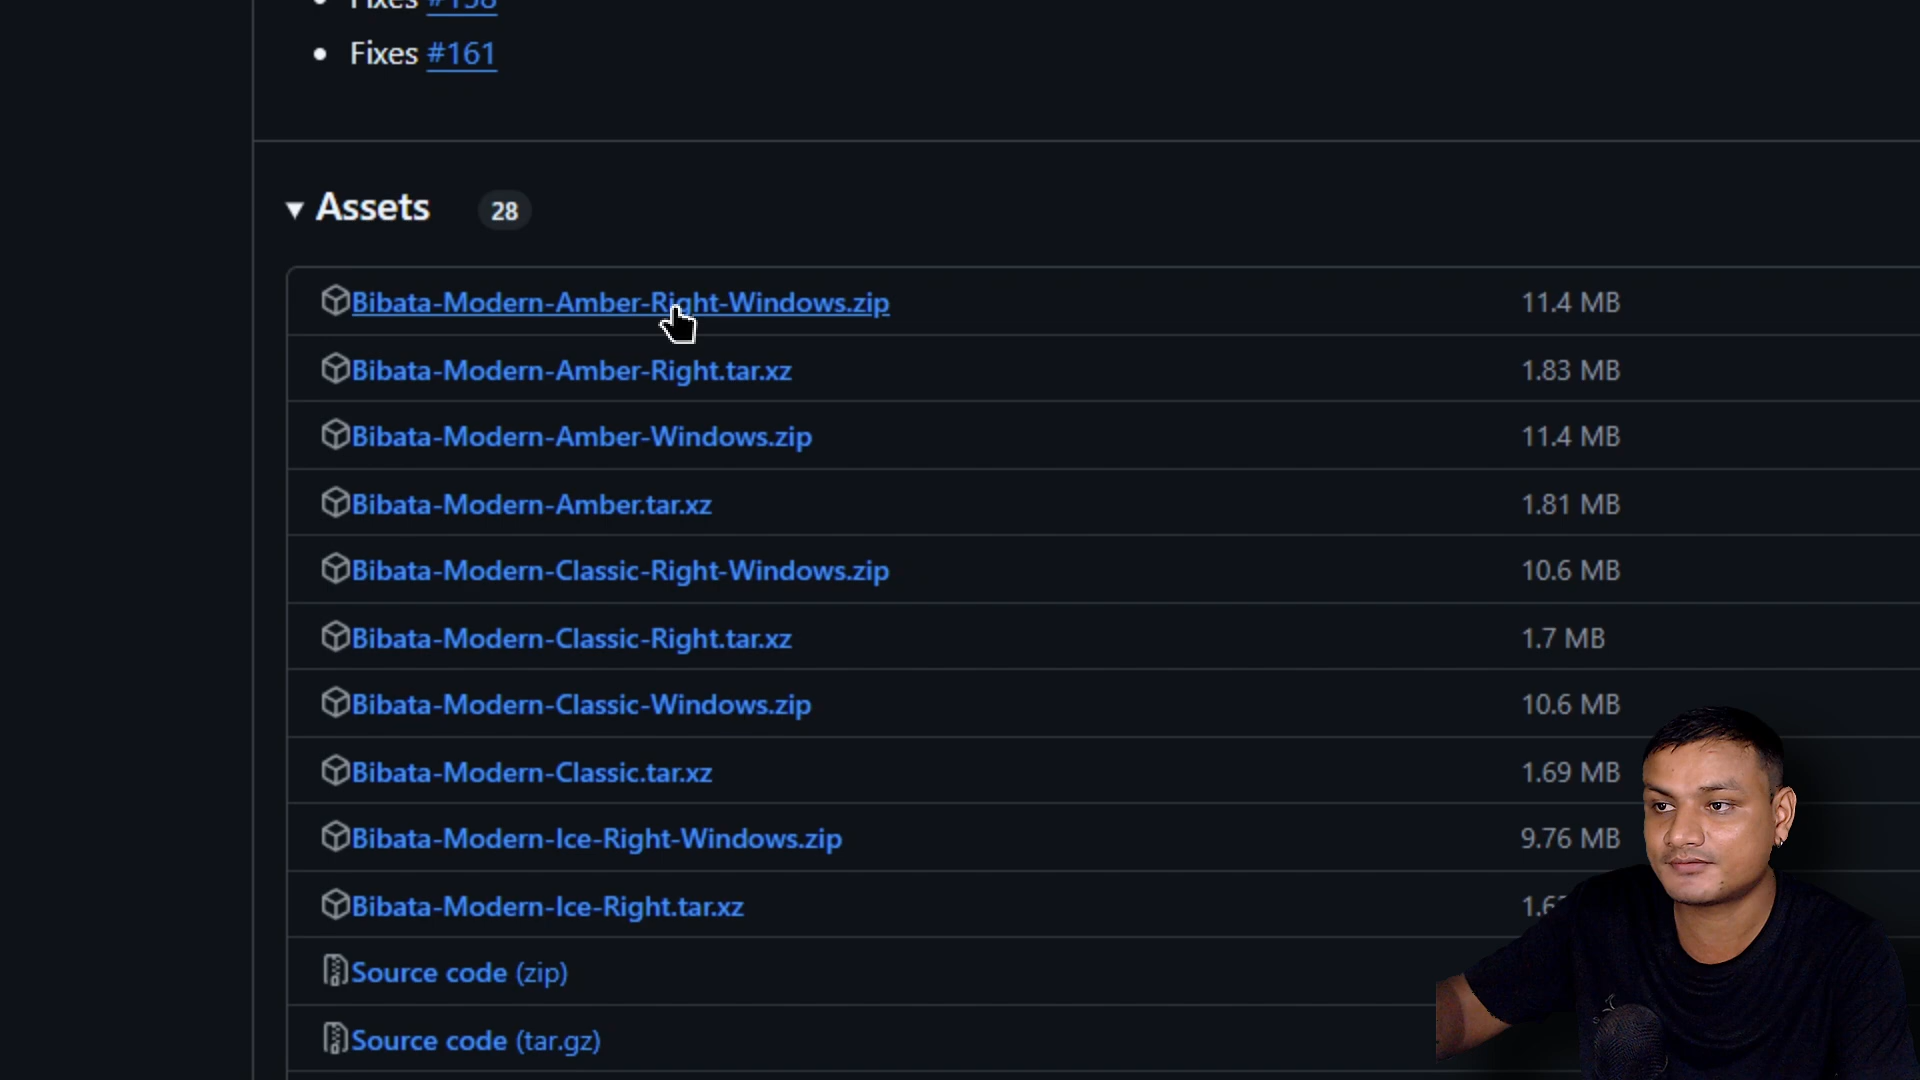 Fixes #158
Fixes #161
Assets 28
Bibata-Modern-Amber-Right-Windows.zip 11.4 MB
Bibata-Modern-Amber-Right.tar.xz 1.83 MB
Bibata-Modern-Amber-Windows.zip 11.4 MB
Bibata-Modern-Amber.tar.xz 1.81 MB
Bibata-Modern-Classic-Right-Windows.zip 10.6 MB
Bibata-Modern-Classic-Right.tar.xz 1.7 MB
Bibata-Modern-Classic-Windows.zip 10.6 MB
Bibata-Modern-Classic.tar.xz 1.69 MB
Bibata-Modern-Ice-Right-Windows.zip 9.76 MB
Bibata-Modern-Ice-Right.tar.xz
Source code (zip)
Source code (tar.gz)